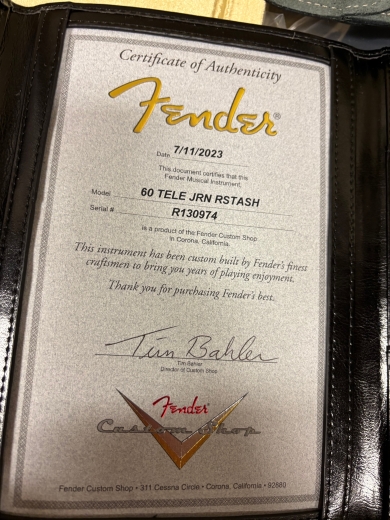 Certificate of Authenticity
Fender®
Date 7/11/2023
This document certifies that this
Fender Musical Instrument,
Model 60 TELE JRN RSTASH
Serial # R130974
is a product of the Fender Custom Shop
in Corona, California.
This instrument has been custom built by Fender's finest
craftsmen to bring you years of playing enjoyment.
Thank you for purchasing Fender's best.
Tim Bahler
Tim Bahler
Director of Custom Shop
Fender
Custom Shop
Fender Custom Shop • 311 Cessna Circle • Corona, California • 92880